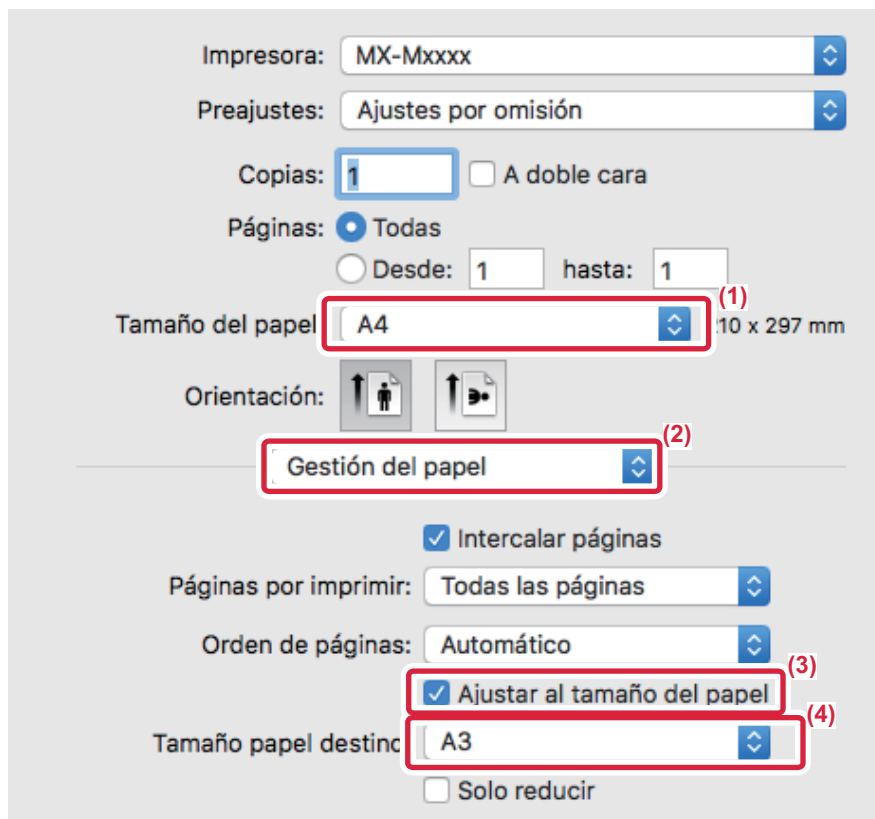 Impresora: MX-Mxxxx
Preajustes: Ajustes por omisión
Copias: 1 A doble cara
Páginas: Todas
Desde: 1 hasta: 1
(1)
Tamaño del papel A4 10 x 297 mm
Orientación:
(2)
Gestión del papel
Intercalar páginas
Páginas por imprimir: Todas las páginas
Orden de páginas: Automático
(3)
Ajustar al tamaño del papel
(4)
Tamaño papel destino A3
Solo reducir